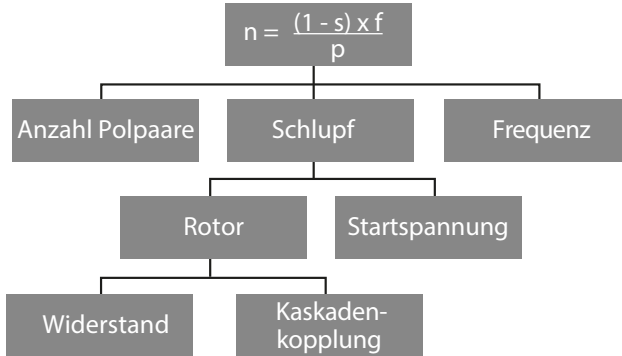 n = (1 - s) x f
p
Anzahl Polpaare
Schlupf
Frequenz
Rotor
Startspannung
Widerstand
Kaskaden-
kopplung